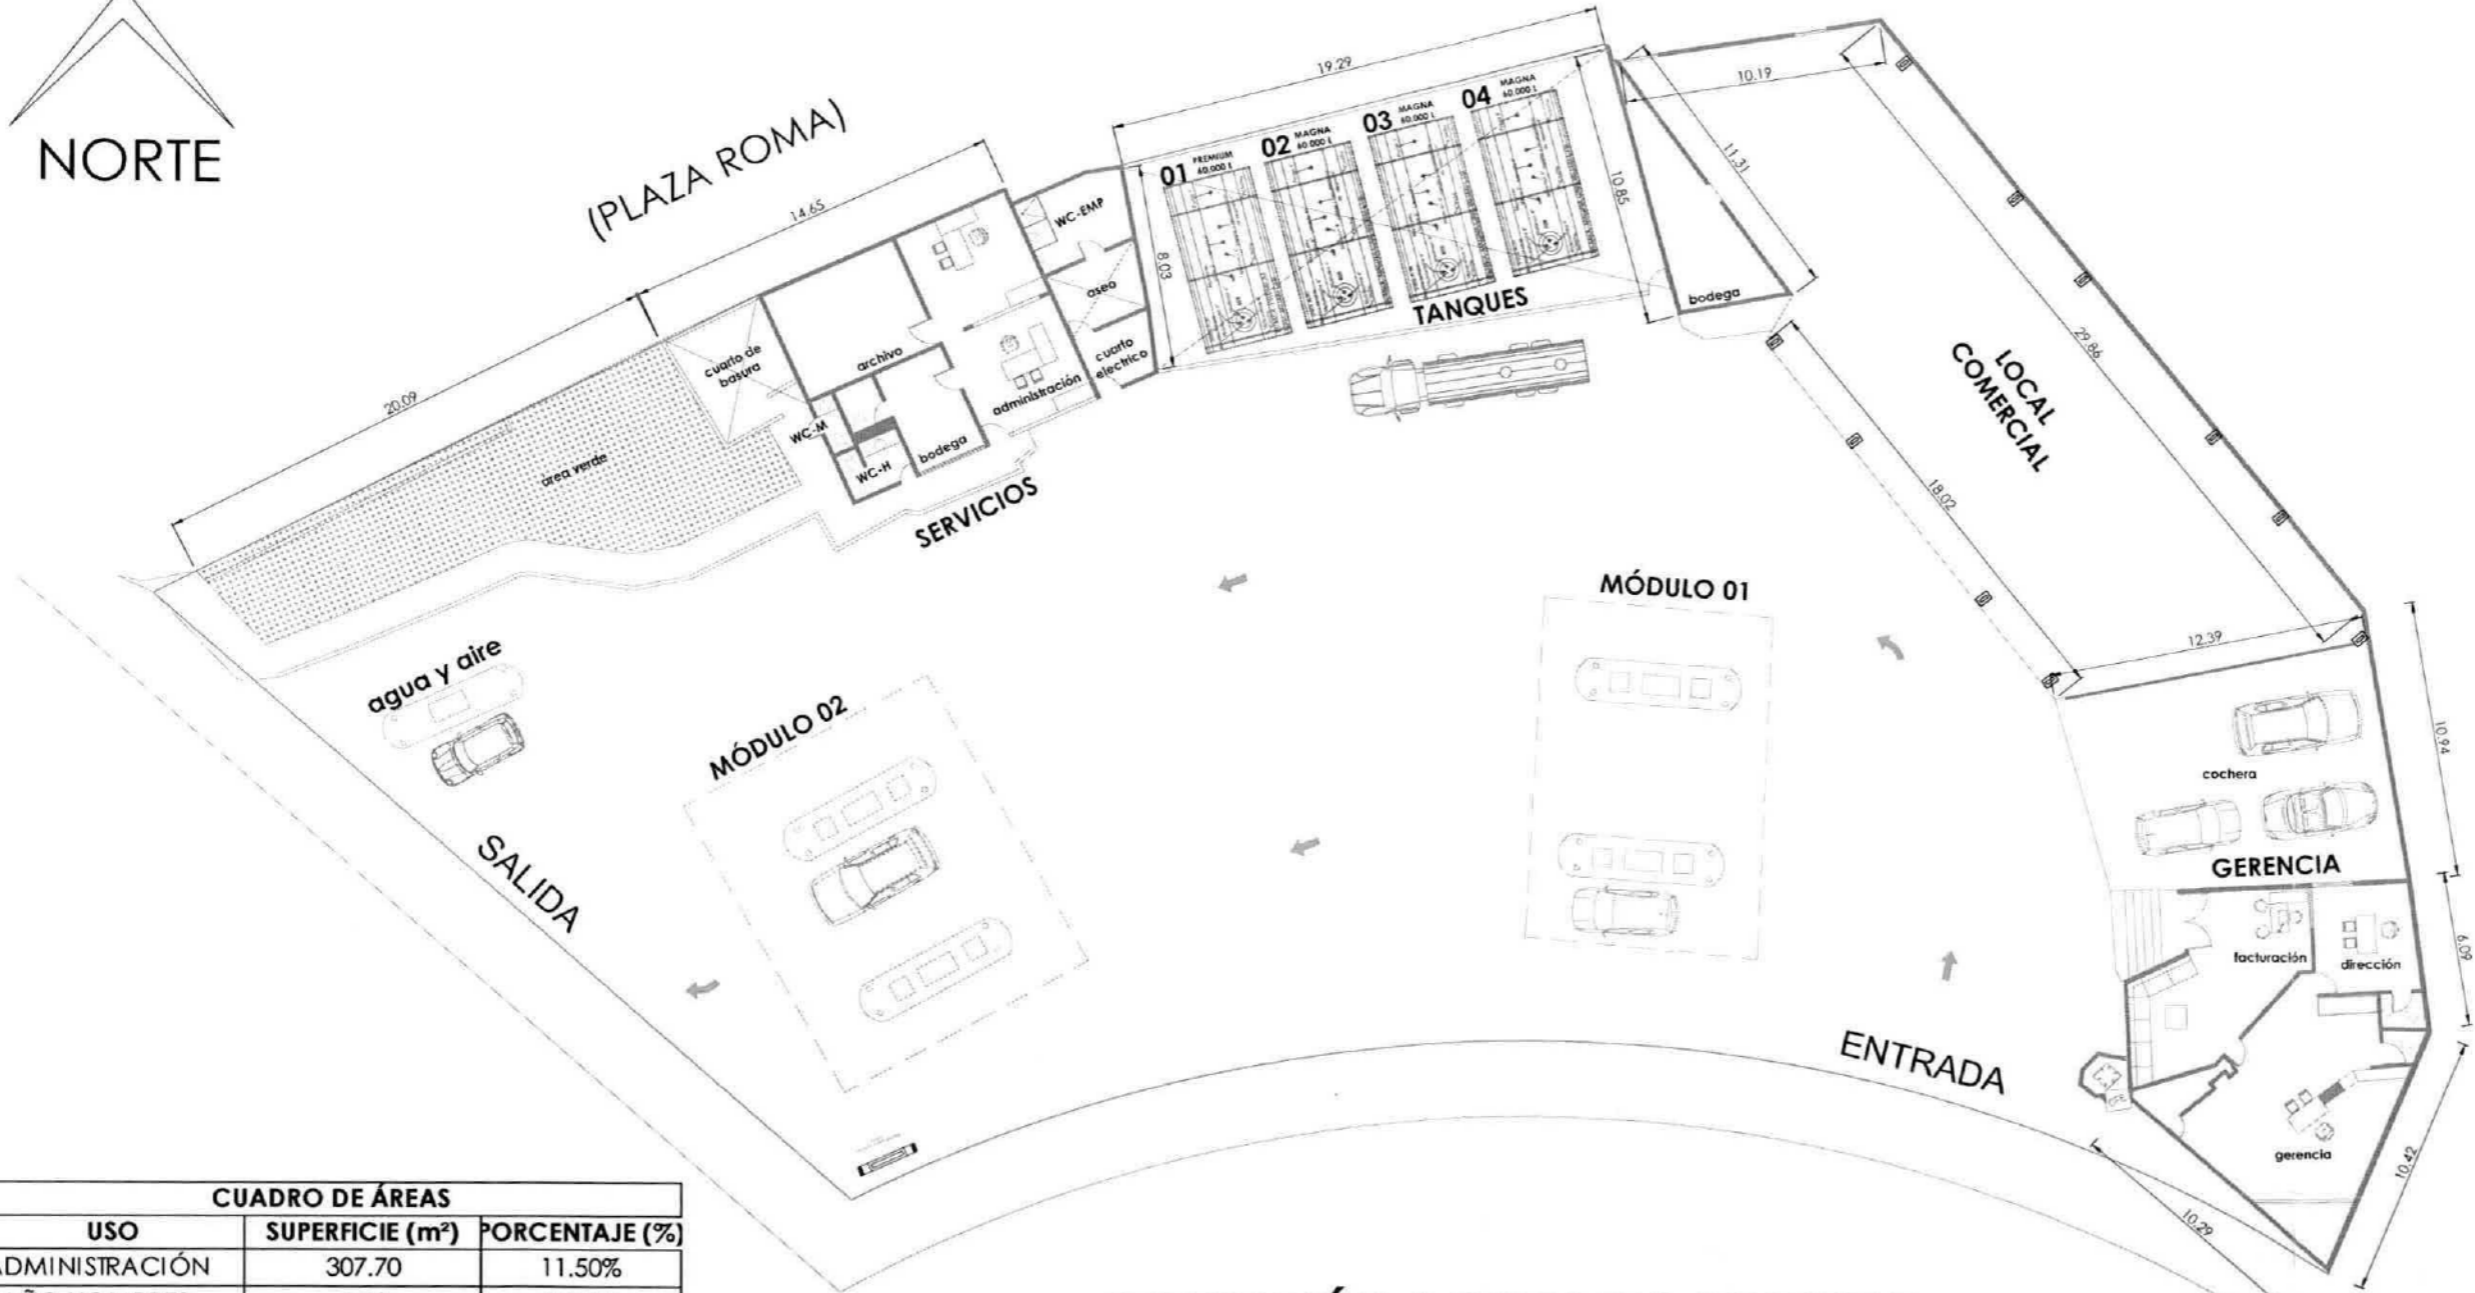 NORTE
(PLAZA ROMA)
20.09
14.65
19.29
10.19
11.31
10.85
8.03
29.86
18.02
12.39
10.94
6.09
10.42
10.29
01 PREMIUM
60,000 L
02 MAGNA
60,000 L
03 MAGNA
60,000 L
04 MAGNA
60,000 L
TANQUES
WC-EMP
aseo
cuarto
electrico
cuarto de
basura
archivo
administración
WC-M
WC-H
bodega
área verde
SERVICIOS
bodega
LOCAL
COMERCIAL
agua y aire
MÓDULO 02
MÓDULO 01
SALIDA
ENTRADA
cochera
GERENCIA
facturación
dirección
gerencia
CFE
CUADRO DE ÁREAS
USO SUPERFICIE (m²) PORCENTAJE (%)
ADMINISTRACIÓN 307.70 11.50%